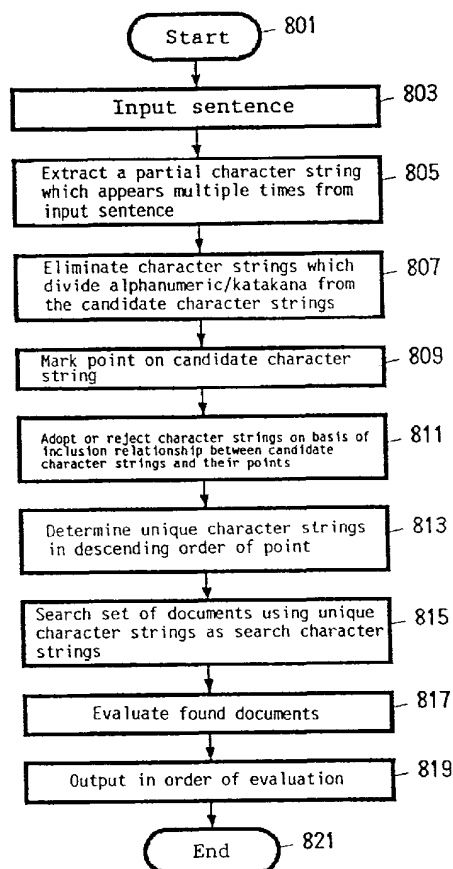 Start
801
Input sentence
803
Extract a partial character string
which appears multiple times from
input sentence
805
Eliminate character strings which
divide alphanumeric/katakana from
the candidate character strings
807
Mark point on candidate character
string
809
Adopt or reject character strings on basis of
inclusion relationship between candidate
character strings and their points
811
Determine unique character strings
in descending order of point
813
Search set of documents using unique
character strings as search character
strings
815
Evaluate found documents
817
Output in order of evaluation
819
End
821